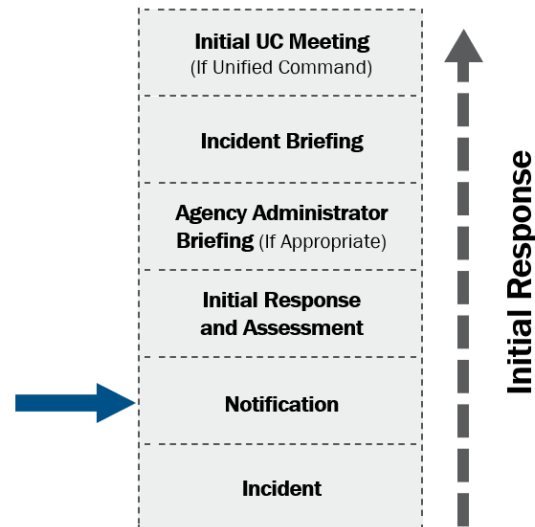 Initial UC Meeting
(If Unified Command)
Incident Briefing
Agency Administrator
Briefing (If Appropriate)
Initial Response
and Assessment
Notification
Incident
Initial Response